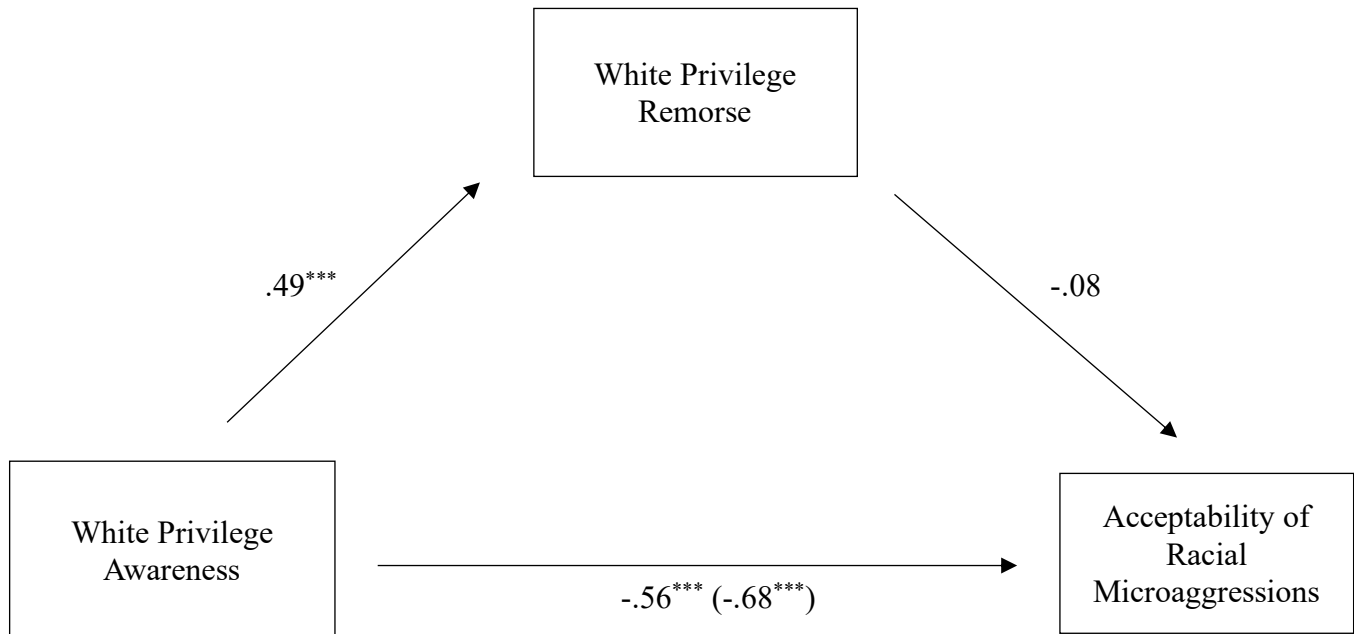 White Privilege
Remorse
.49***
-.08
White Privilege
Awareness
-.56*** (-.68***)
Acceptability of
Racial
Microaggressions